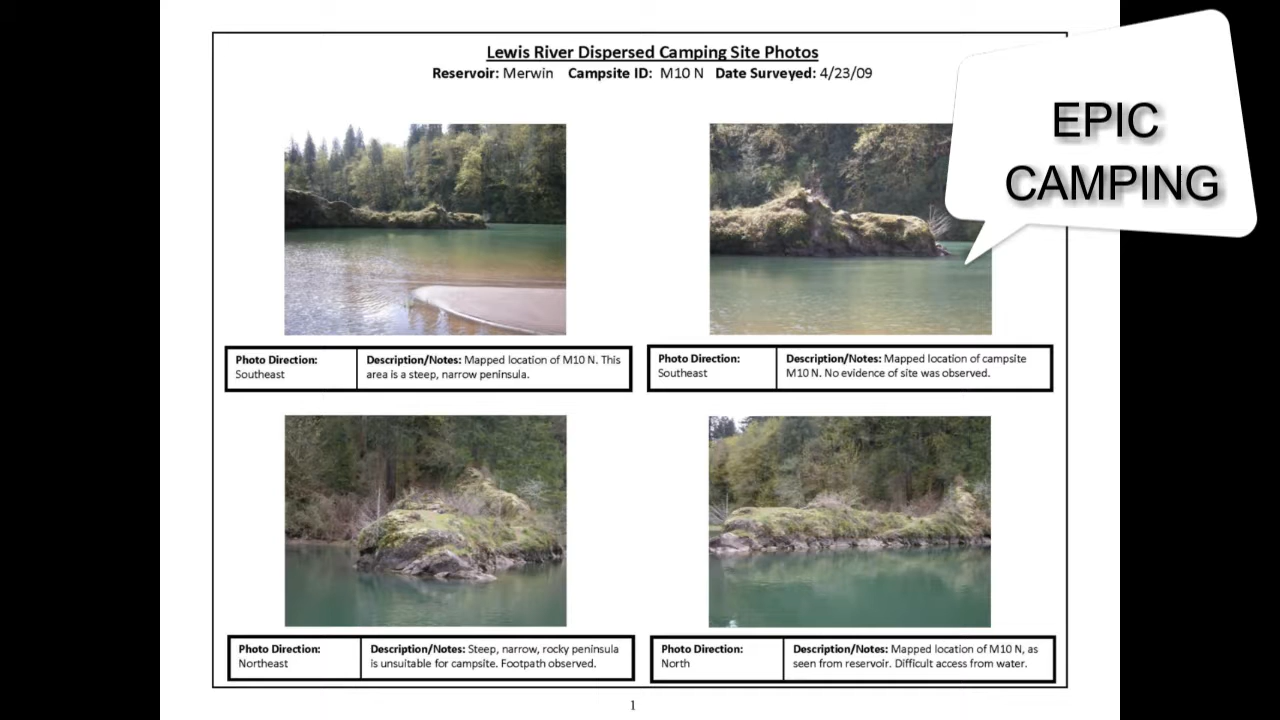 Lewis River Dispersed Camping Site Photos
Reservoir: Merwin Campsite ID: M10 N Date Surveyed: 4/23/09
EPIC
CAMPING
Photo Direction:
Southeast
Description/Notes: Mapped location of M10 N. This
area is a steep, narrow peninsula.
Photo Direction:
Southeast
Description/Notes: Mapped location of campsite
M10 N. No evidence of site was observed.
Photo Direction:
Northeast
Description/Notes: Steep, narrow, rocky peninsula
is unsuitable for campsite. Footpath observed.
Photo Direction:
North
Description/Notes: Mapped location of M10 N, as
seen from reservoir. Difficult access from water.
1